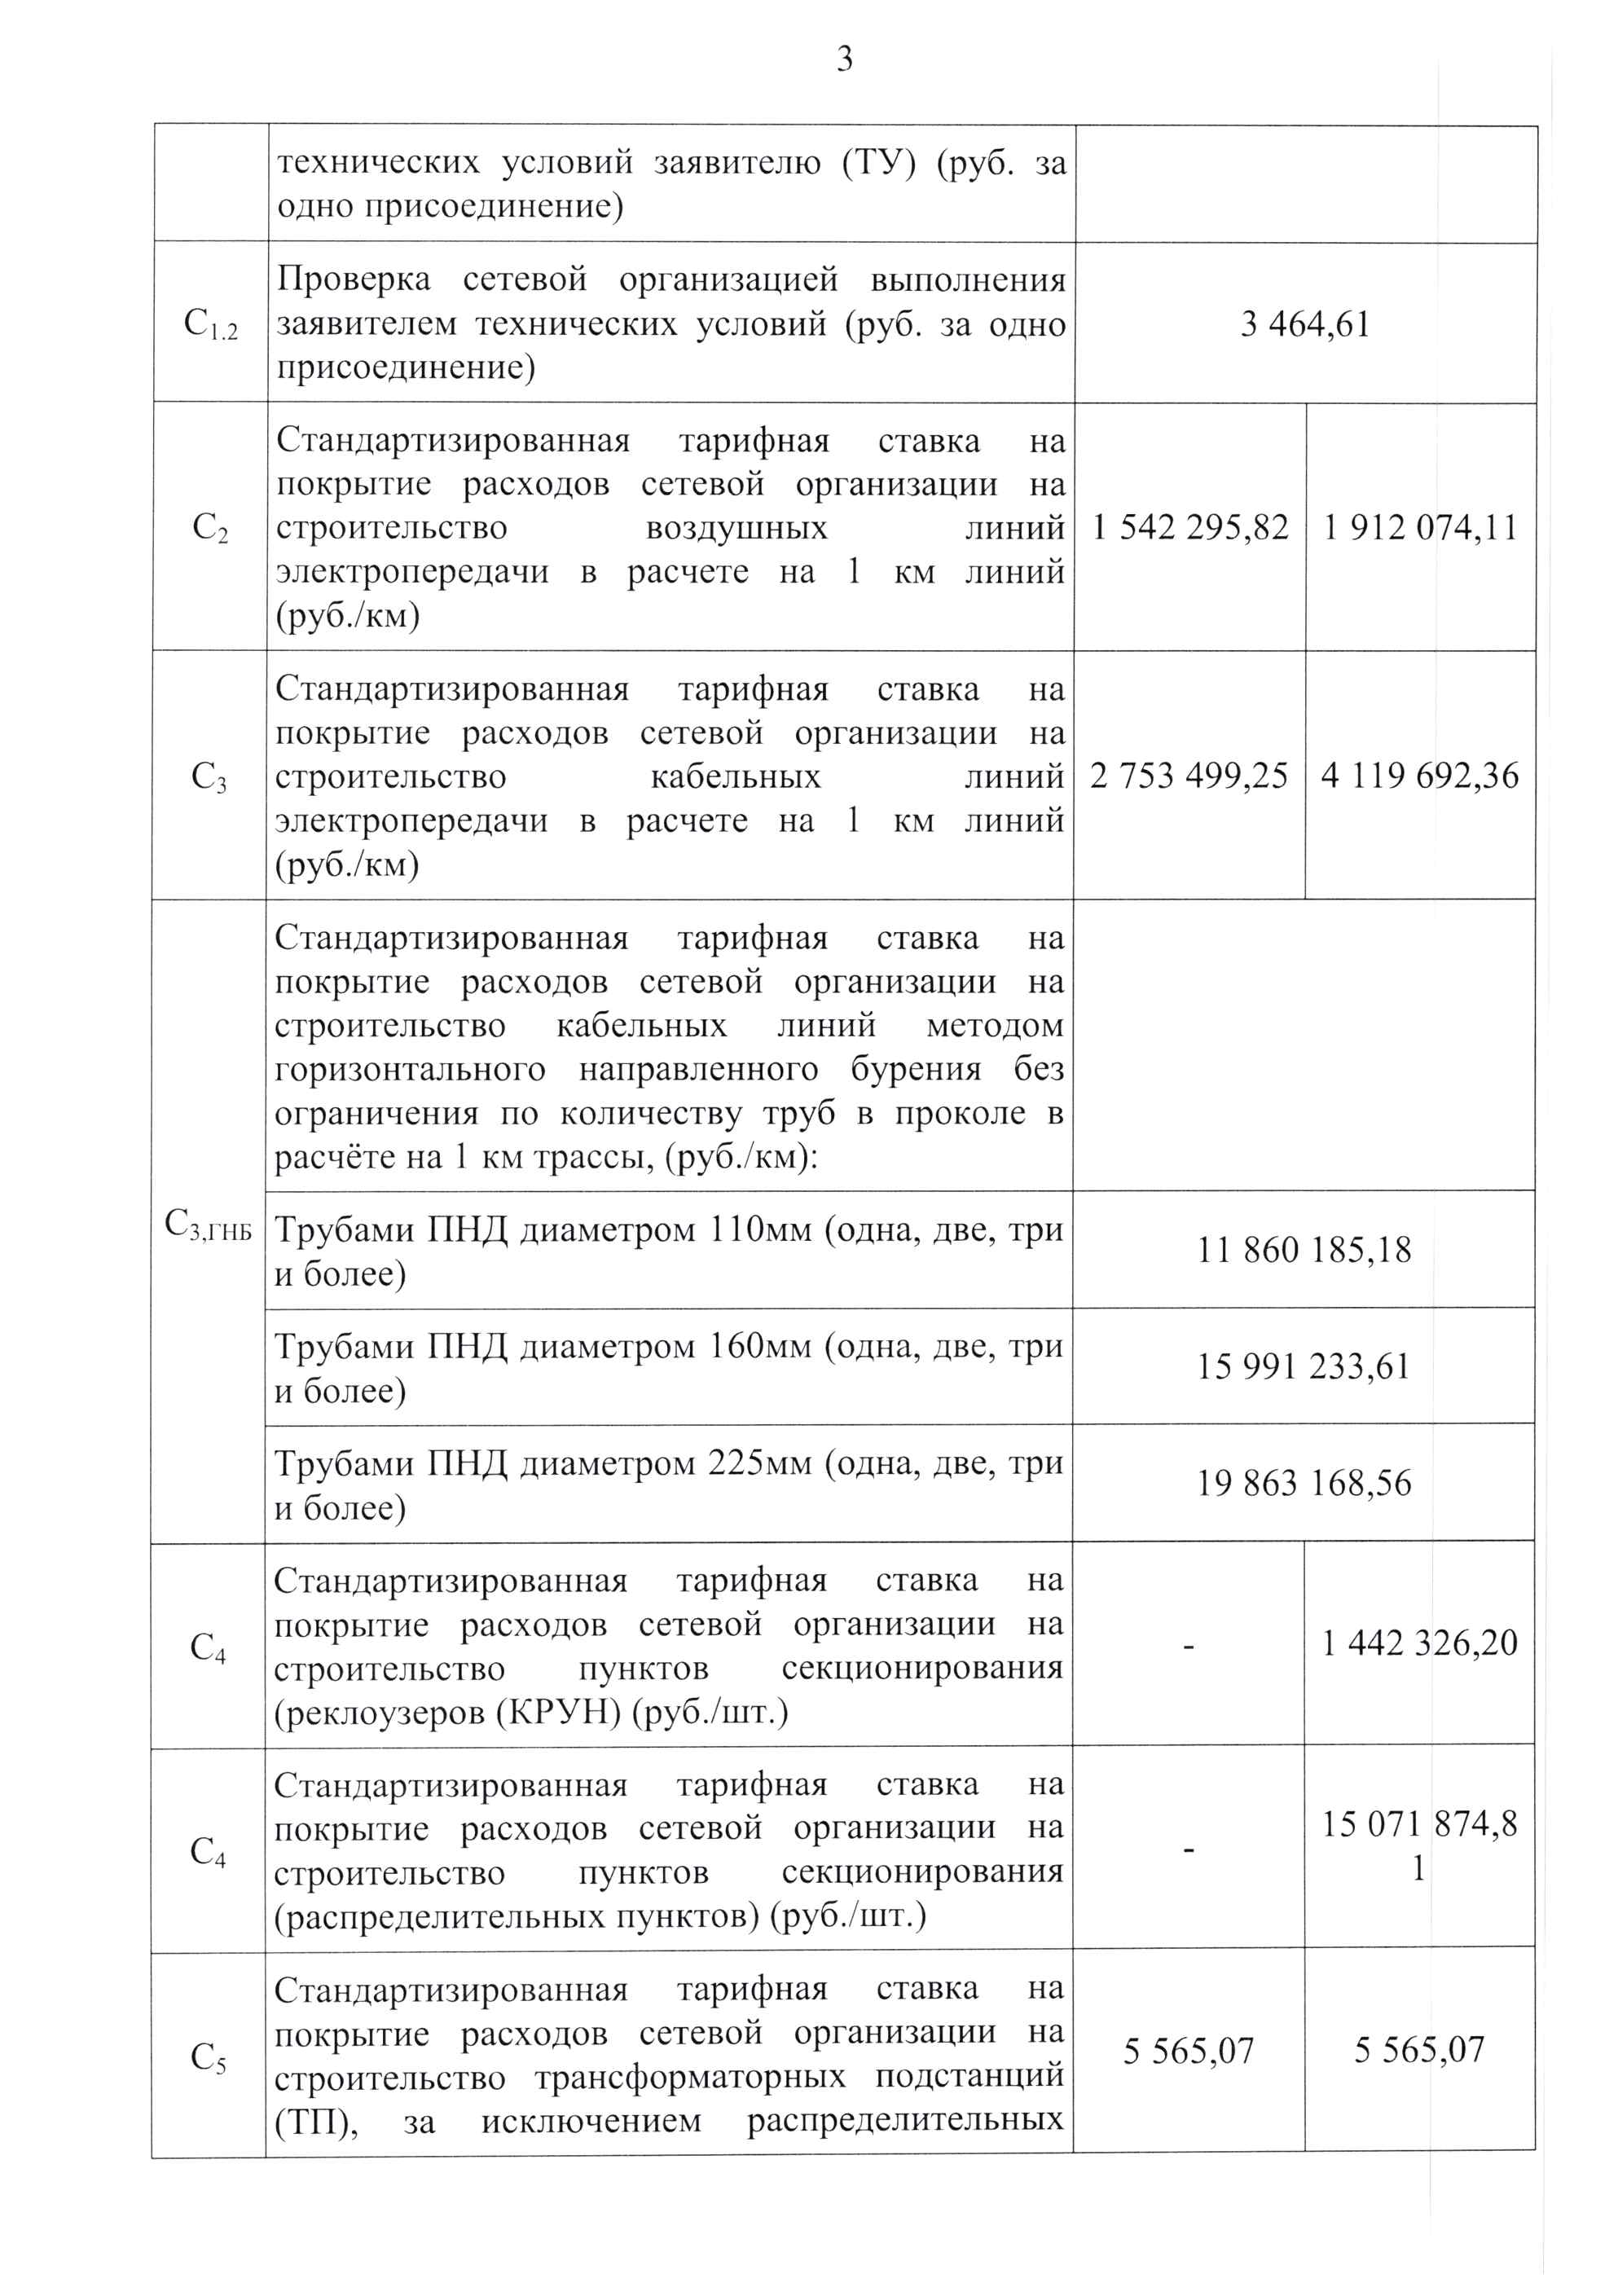 3
технических условий заявителю (ТУ) (руб. за
одно присоединение)
С1.2
Проверка сетевой организацией выполнения
заявителем технических условий (руб. за одно
присоединение)
3 464,61
С2
Стандартизированная тарифная ставка на
покрытие расходов сетевой организации на
строительство воздушных линий
электропередачи в расчете на 1 км линий
(руб./км)
1 542 295,82
1 912 074,11
С3
Стандартизированная тарифная ставка на
покрытие расходов сетевой организации на
строительство кабельных линий
электропередачи в расчете на 1 км линий
(руб./км)
2 753 499,25
4 119 692,36
С3,ГНБ
Стандартизированная тарифная ставка на
покрытие расходов сетевой организации на
строительство кабельных линий методом
горизонтального направленного бурения без
ограничения по количеству труб в проколе в
расчёте на 1 км трассы, (руб./км):
Трубами ПНД диаметром 110мм (одна, две, три
и более)
11 860 185,18
Трубами ПНД диаметром 160мм (одна, две, три
и более)
15 991 233,61
Трубами ПНД диаметром 225мм (одна, две, три
и более)
19 863 168,56
С4
Стандартизированная тарифная ставка на
покрытие расходов сетевой организации на
строительство пунктов секционирования
(реклоузеров (КРУН) (руб./шт.)
-
1 442 326,20
С4
Стандартизированная тарифная ставка на
покрытие расходов сетевой организации на
строительство пунктов секционирования
(распределительных пунктов) (руб./шт.)
-
15 071 874,8
1
С5
Стандартизированная тарифная ставка на
покрытие расходов сетевой организации на
строительство трансформаторных подстанций
(ТП), за исключением распределительных
5 565,07
5 565,07